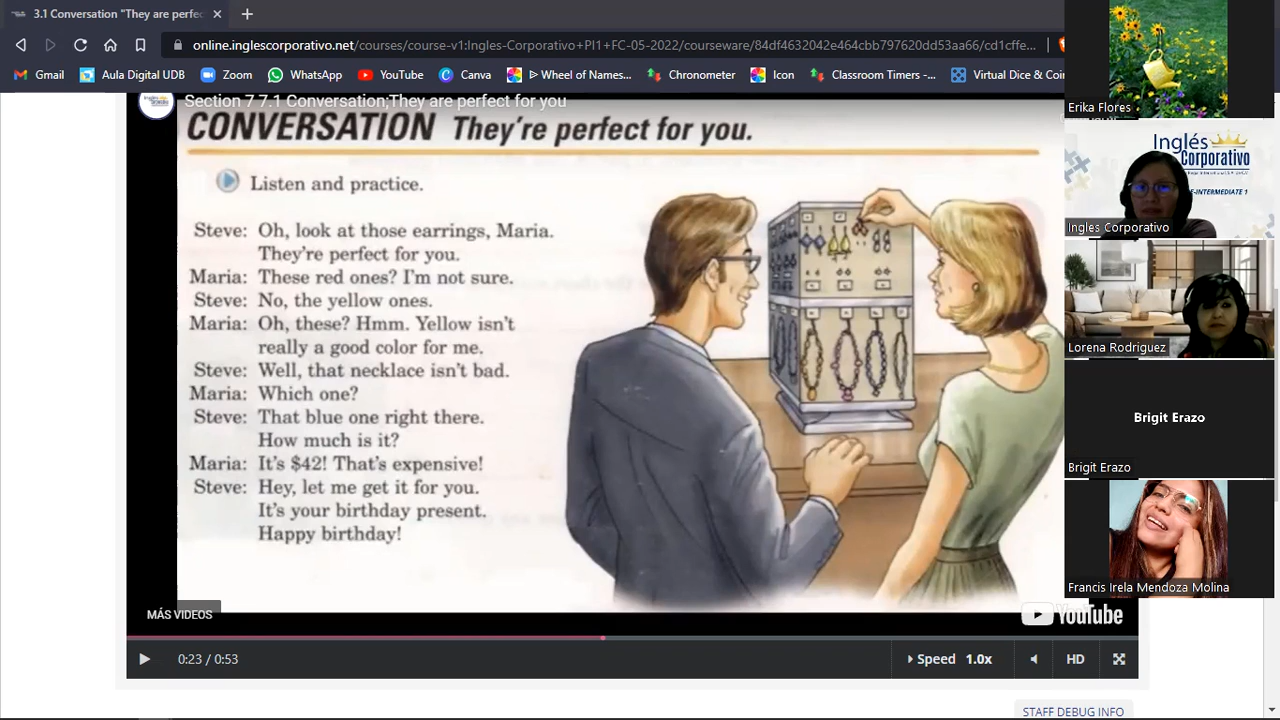 3.1 Conversation "They are perfec
online.inglescorporativo.net/courses/course-v1:Ingles-Corporativo+PI1+FC-05-2022/courseware/84df4632042e464cbb797620dd53aa66/cd1cffe...
Gmail
Aula Digital UDB
Zoom
WhatsApp
YouTube
Canva
ᐅ Wheel of Names...
Chronometer
Icon
Classroom Timers -...
Virtual Dice & Coin
Section 7 7.1 Conversation;They are perfect for you
CONVERSATION They're perfect for you.
Listen and practice.
Steve: Oh, look at those earrings, Maria.
They're perfect for you.
Maria: These red ones? I'm not sure.
Steve: No, the yellow ones.
Maria: Oh, these? Hmm. Yellow isn't
really a good color for me.
Steve: Well, that necklace isn't bad.
Maria: Which one?
Steve: That blue one right there.
How much is it?
Maria: It's $42! That's expensive!
Steve: Hey, let me get it for you.
It's your birthday present.
Happy birthday!
MÁS VIDEOS
YouTube
0:23 / 0:53
Speed 1.0x
HD
STAFF DEBUG INFO
Erika Flores
Inglés
Corporativo
E-INTERMEDIATE 1
Ingles Corporativo
Lorena Rodriguez
Brigit Erazo
Brigit Erazo
Francis Irela Mendoza Molina